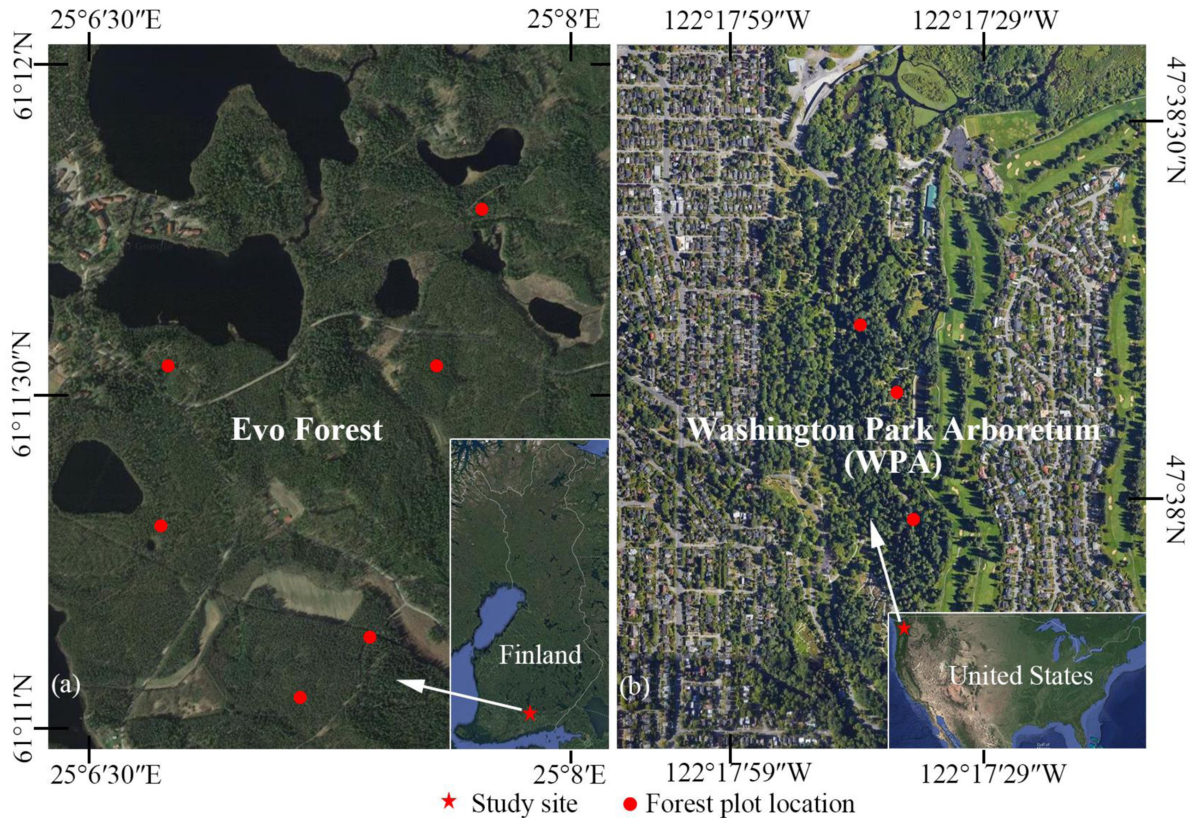 25°6′30″E
25°8′E
122°17′59″W
122°17′29″W
61°12′N
61°11′30″N
61°11′N
47°38′30″N
47°38′N
Evo Forest
Washington Park Arboretum
(WPA)
Finland
United States
(a)
(b)
25°6′30″E
25°8′E
122°17′59″W
122°17′29″W
Study site
Forest plot location